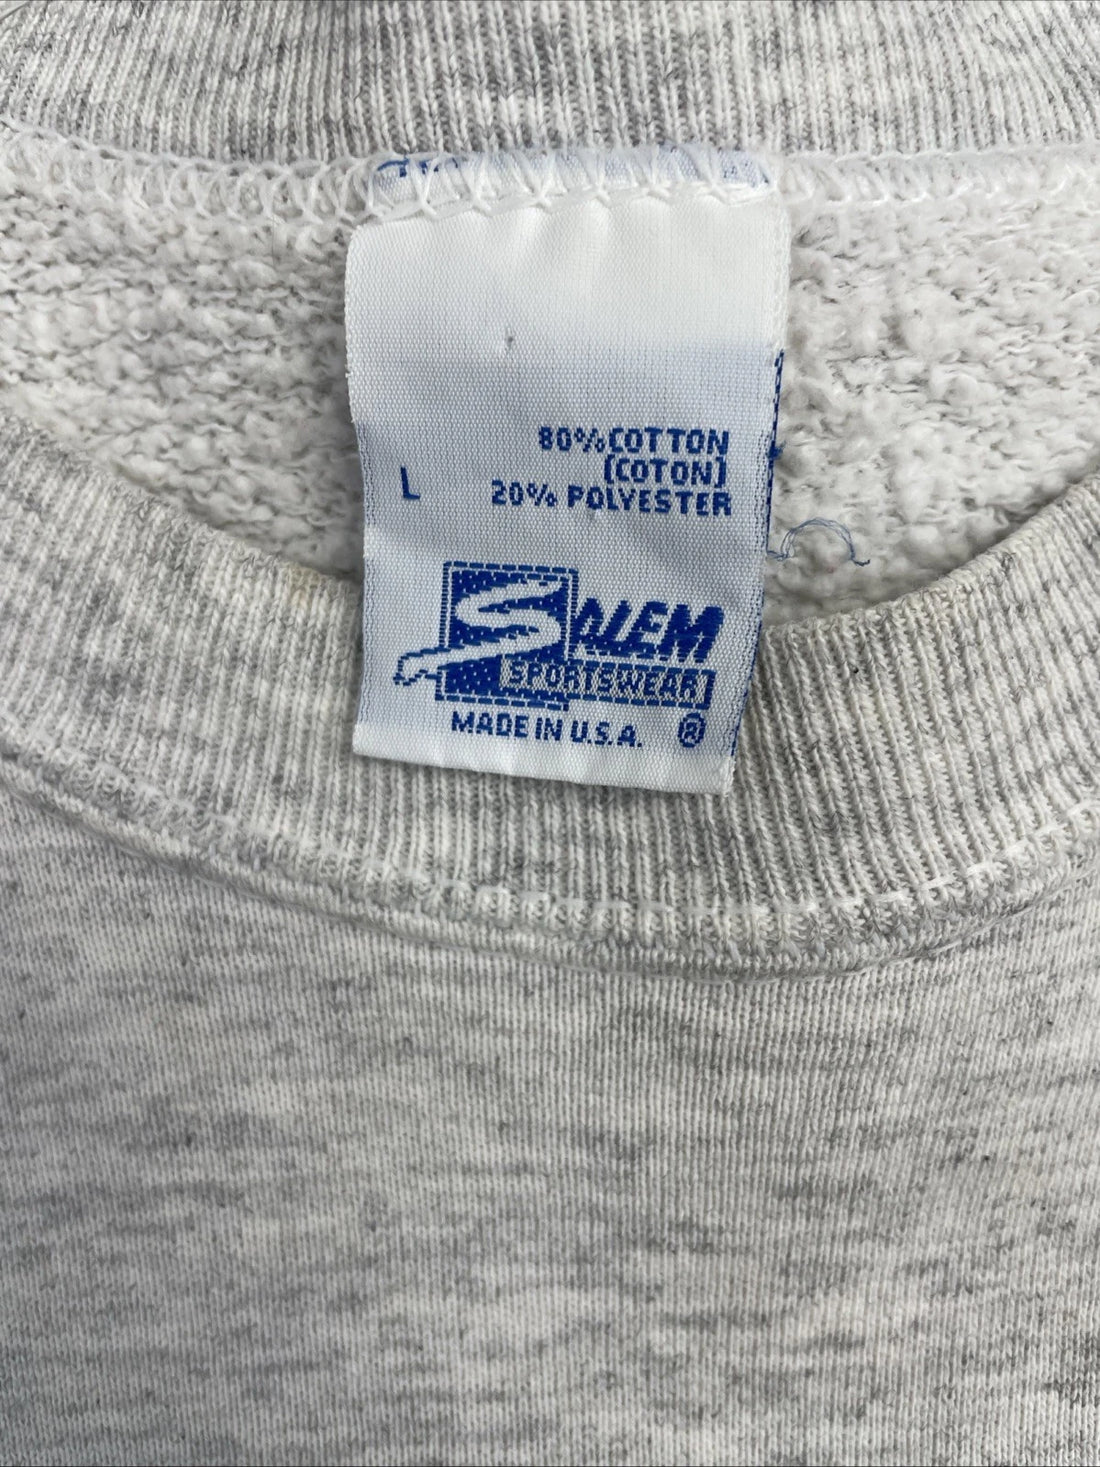 80% COTTON
[COTON]
L
20% POLYESTER
SALEM
SPORTSWEAR
MADE IN U.S.A. ®